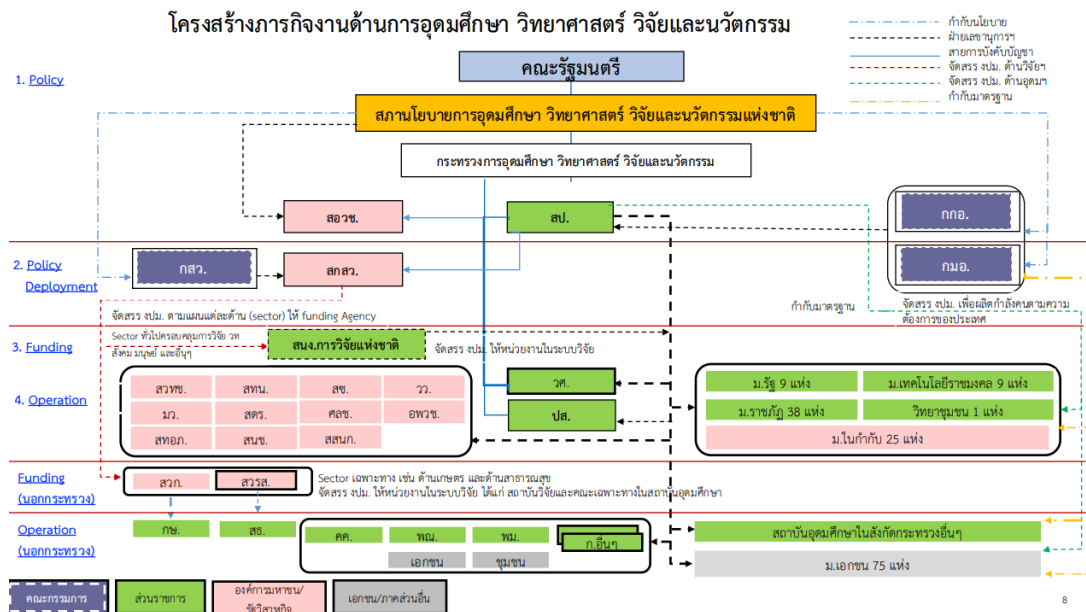 โครงสร้างภารกิจงานด้านการอุดมศึกษา วิทยาศาสตร์ วิจัยและนวัตกรรม
กำกับนโยบาย
ฝ่ายเลขานุการฯ
สายการบังคับบัญชา
จัดสรร งปม. ด้านวิจัยฯ
จัดสรร งปม. ด้านอุดมฯ
กำกับมาตรฐาน
1. Policy
คณะรัฐมนตรี
สภานโยบายการอุดมศึกษา วิทยาศาสตร์ วิจัยและนวัตกรรมแห่งชาติ
กระทรวงการอุดมศึกษา วิทยาศาสตร์ วิจัยและนวัตกรรม
สอวช.
สป.
กกอ.
2. Policy
Deployment
กสว.
สกสว.
กมอ.
จัดสรร งปม. ตามแผนแต่ละด้าน (sector) ให้ funding Agency
กำกับมาตรฐาน
จัดสรร งปม. เพื่อผลิตกำลังคนตามความ
ต้องการของประเทศ
3. Funding
Sector ทั่วไปครอบคลุมการวิจัย วท
สังคม มนุษย์ และอื่นๆ
สนง.การวิจัยแห่งชาติ
จัดสรร งปม. ให้หน่วยงานในระบบวิจัย
4. Operation
สวทช.
สทน.
สซ.
วว.
มว.
สดร.
ศลช.
อพวช.
สทอภ.
สนช.
สสนก.
วศ.
ปส.
ม.รัฐ 9 แห่ง
ม.เทคโนโลยีราชมงคล 9 แห่ง
ม.ราชภัฏ 38 แห่ง
วิทยาชุมชน 1 แห่ง
ม.ในกำกับ 25 แห่ง
Funding
(นอกกระทรวง)
สวก.
สวรส.
Sector เฉพาะทาง เช่น ด้านเกษตร และด้านสาธารณสุข
จัดสรร งปม. ให้หน่วยงานในระบบวิจัย ได้แก่ สถาบันวิจัยและคณะเฉพาะทางในสถาบันอุดมศึกษา
Operation
(นอกกระทรวง)
กษ.
สธ.
คค.
พณ.
พม.
ก.อื่นๆ
เอกชน
ชุมชน
สถาบันอุดมศึกษาในสังกัดกระทรวงอื่นๆ
ม.เอกชน 75 แห่ง
คณะกรรมการ
ส่วนราชการ
องค์การมหาชน/
รัฐวิสาหกิจ
เอกชน/ภาคส่วนอื่น
8